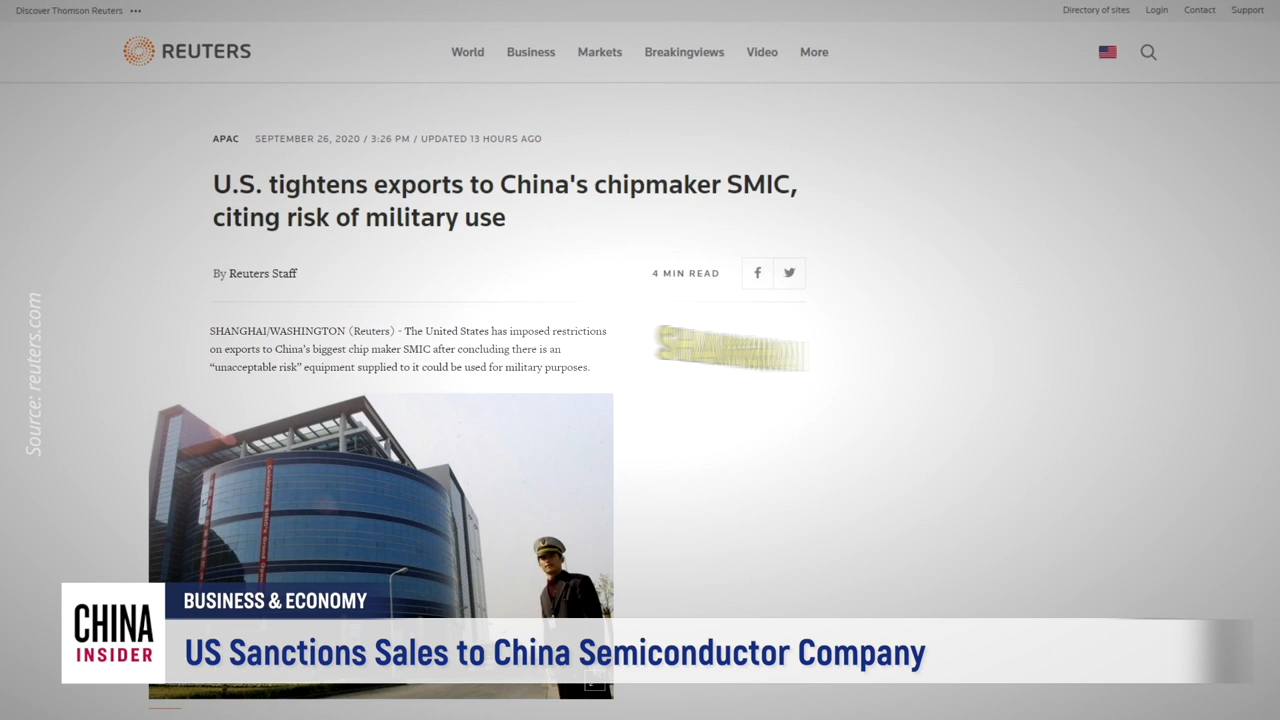 Discover Thomson Reuters •••
Directory of sites Login Contact Support
REUTERS
World Business Markets Breakingviews Video More
APAC SEPTEMBER 26, 2020 / 3:26 PM / UPDATED 13 HOURS AGO
U.S. tightens exports to China's chipmaker SMIC,
citing risk of military use
By Reuters Staff
4 MIN READ
SHANGHAI/WASHINGTON (Reuters) - The United States has imposed restrictions
on exports to China’s biggest chip maker SMIC after concluding there is an
“unacceptable risk” equipment supplied to it could be used for military purposes.
Source: reuters.com
CHINA
INSIDER
BUSINESS & ECONOMY
US Sanctions Sales to China Semiconductor Company